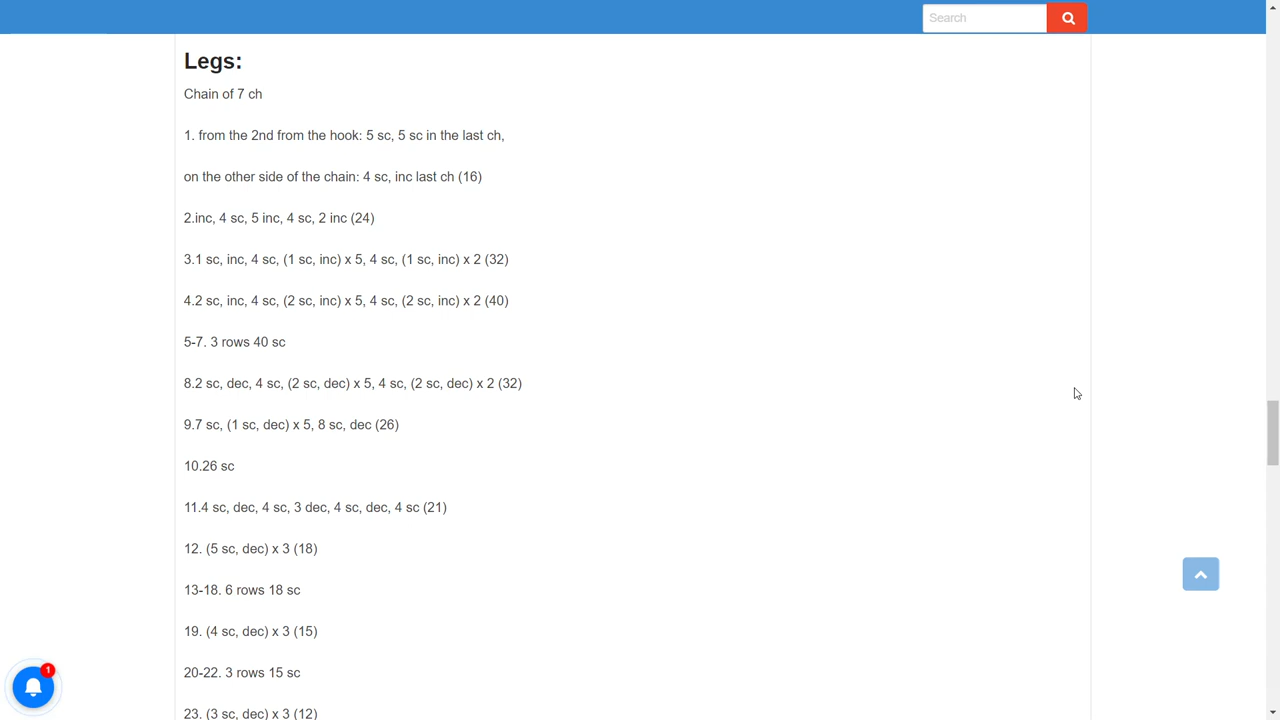 Search
Legs:
Chain of 7 ch
1. from the 2nd from the hook: 5 sc, 5 sc in the last ch,
on the other side of the chain: 4 sc, inc last ch (16)
2.inc, 4 sc, 5 inc, 4 sc, 2 inc (24)
3.1 sc, inc, 4 sc, (1 sc, inc) x 5, 4 sc, (1 sc, inc) x 2 (32)
4.2 sc, inc, 4 sc, (2 sc, inc) x 5, 4 sc, (2 sc, inc) x 2 (40)
5-7. 3 rows 40 sc
8.2 sc, dec, 4 sc, (2 sc, dec) x 5, 4 sc, (2 sc, dec) x 2 (32)
9.7 sc, (1 sc, dec) x 5, 8 sc, dec (26)
10.26 sc
11.4 sc, dec, 4 sc, 3 dec, 4 sc, dec, 4 sc (21)
12. (5 sc, dec) x 3 (18)
13-18. 6 rows 18 sc
19. (4 sc, dec) x 3 (15)
20-22. 3 rows 15 sc
1
23. (3 sc, dec) x 3 (12)